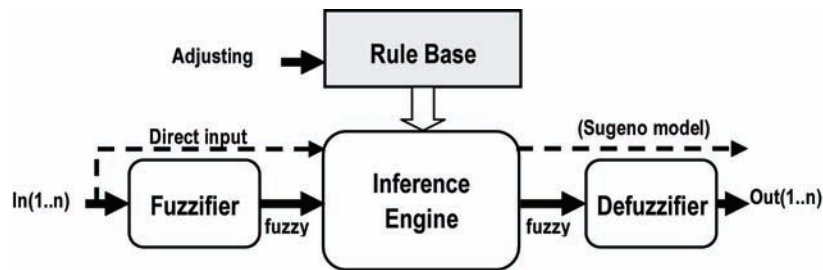 Adjusting
Rule Base
Direct input
(Sugeno model)
In(1..n)
Fuzzifier
fuzzy
Inference
Engine
fuzzy
Defuzzifier
Out(1..n)